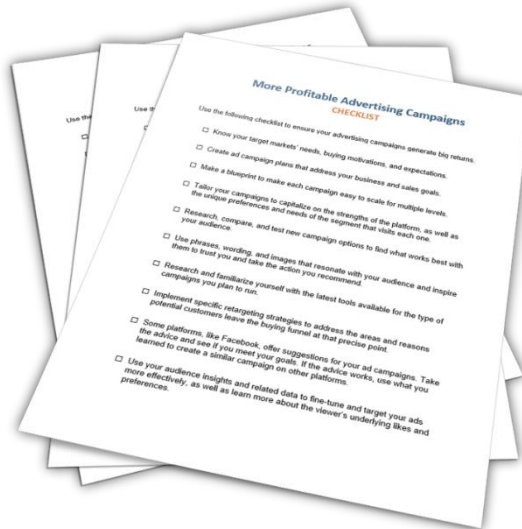 More Profitable Advertising Campaigns
CHECKLIST
Use the following checklist to ensure your advertising campaigns generate big returns.
☐ Know your target markets' needs, buying motivations, and expectations.
☐ Create ad campaign plans that address your business and sales goals.
☐ Make a blueprint to make each campaign easy to scale for multiple levels.
☐ Tailor your campaigns to capitalize on the strengths of the platform, as well as
the unique preferences and needs of the segment that visits each one.
☐ Research, compare, and test new campaign options to find what works best with
your audience.
☐ Use phrases, wording, and images that resonate with your audience and inspire
them to trust you and take the action you recommend.
☐ Research and familiarize yourself with the latest tools available for the type of
campaigns you plan to run.
☐ Implement specific retargeting strategies to address the areas and reasons
potential customers leave the buying funnel at that precise point.
☐ Some platforms, like Facebook, offer suggestions for your ad campaigns. Take
the advice and see if you meet your goals. If the advice works, use what you
learned to create a similar campaign on other platforms.
☐ Use your audience insights and related data to fine-tune and target your ads
more effectively, as well as learn more about the viewer's underlying likes and
preferences.
Use the
Use the